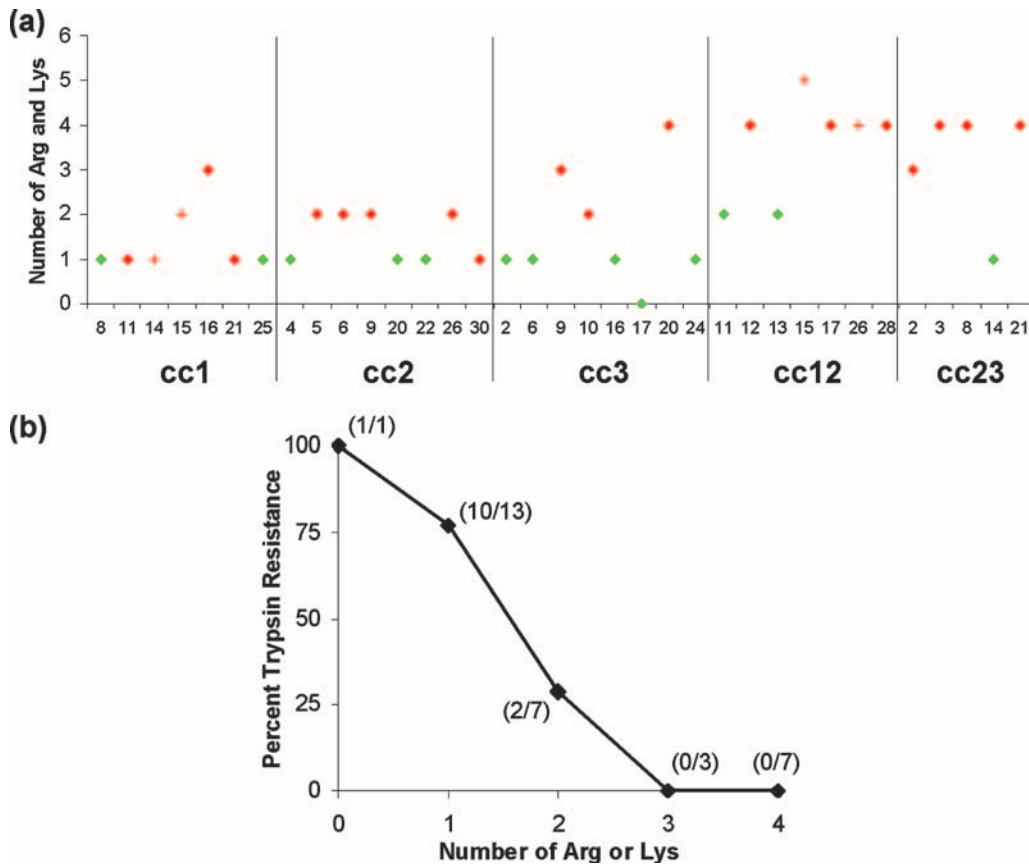 (a)
Number of Arg and Lys
6
5
4
3
2
1
0
8 11 14 15 16 21 25 4 5 6 9 20 22 26 30 2 6 9 10 16 17 20 24 11 12 13 15 17 26 28 2 3 8 14 21
cc1 cc2 cc3 cc12 cc23
(b)
Percent Trypsin Resistance
100
75
50
25
0
(1/1)
(10/13)
(2/7)
(0/3) (0/7)
0 1 2 3 4
Number of Arg or Lys